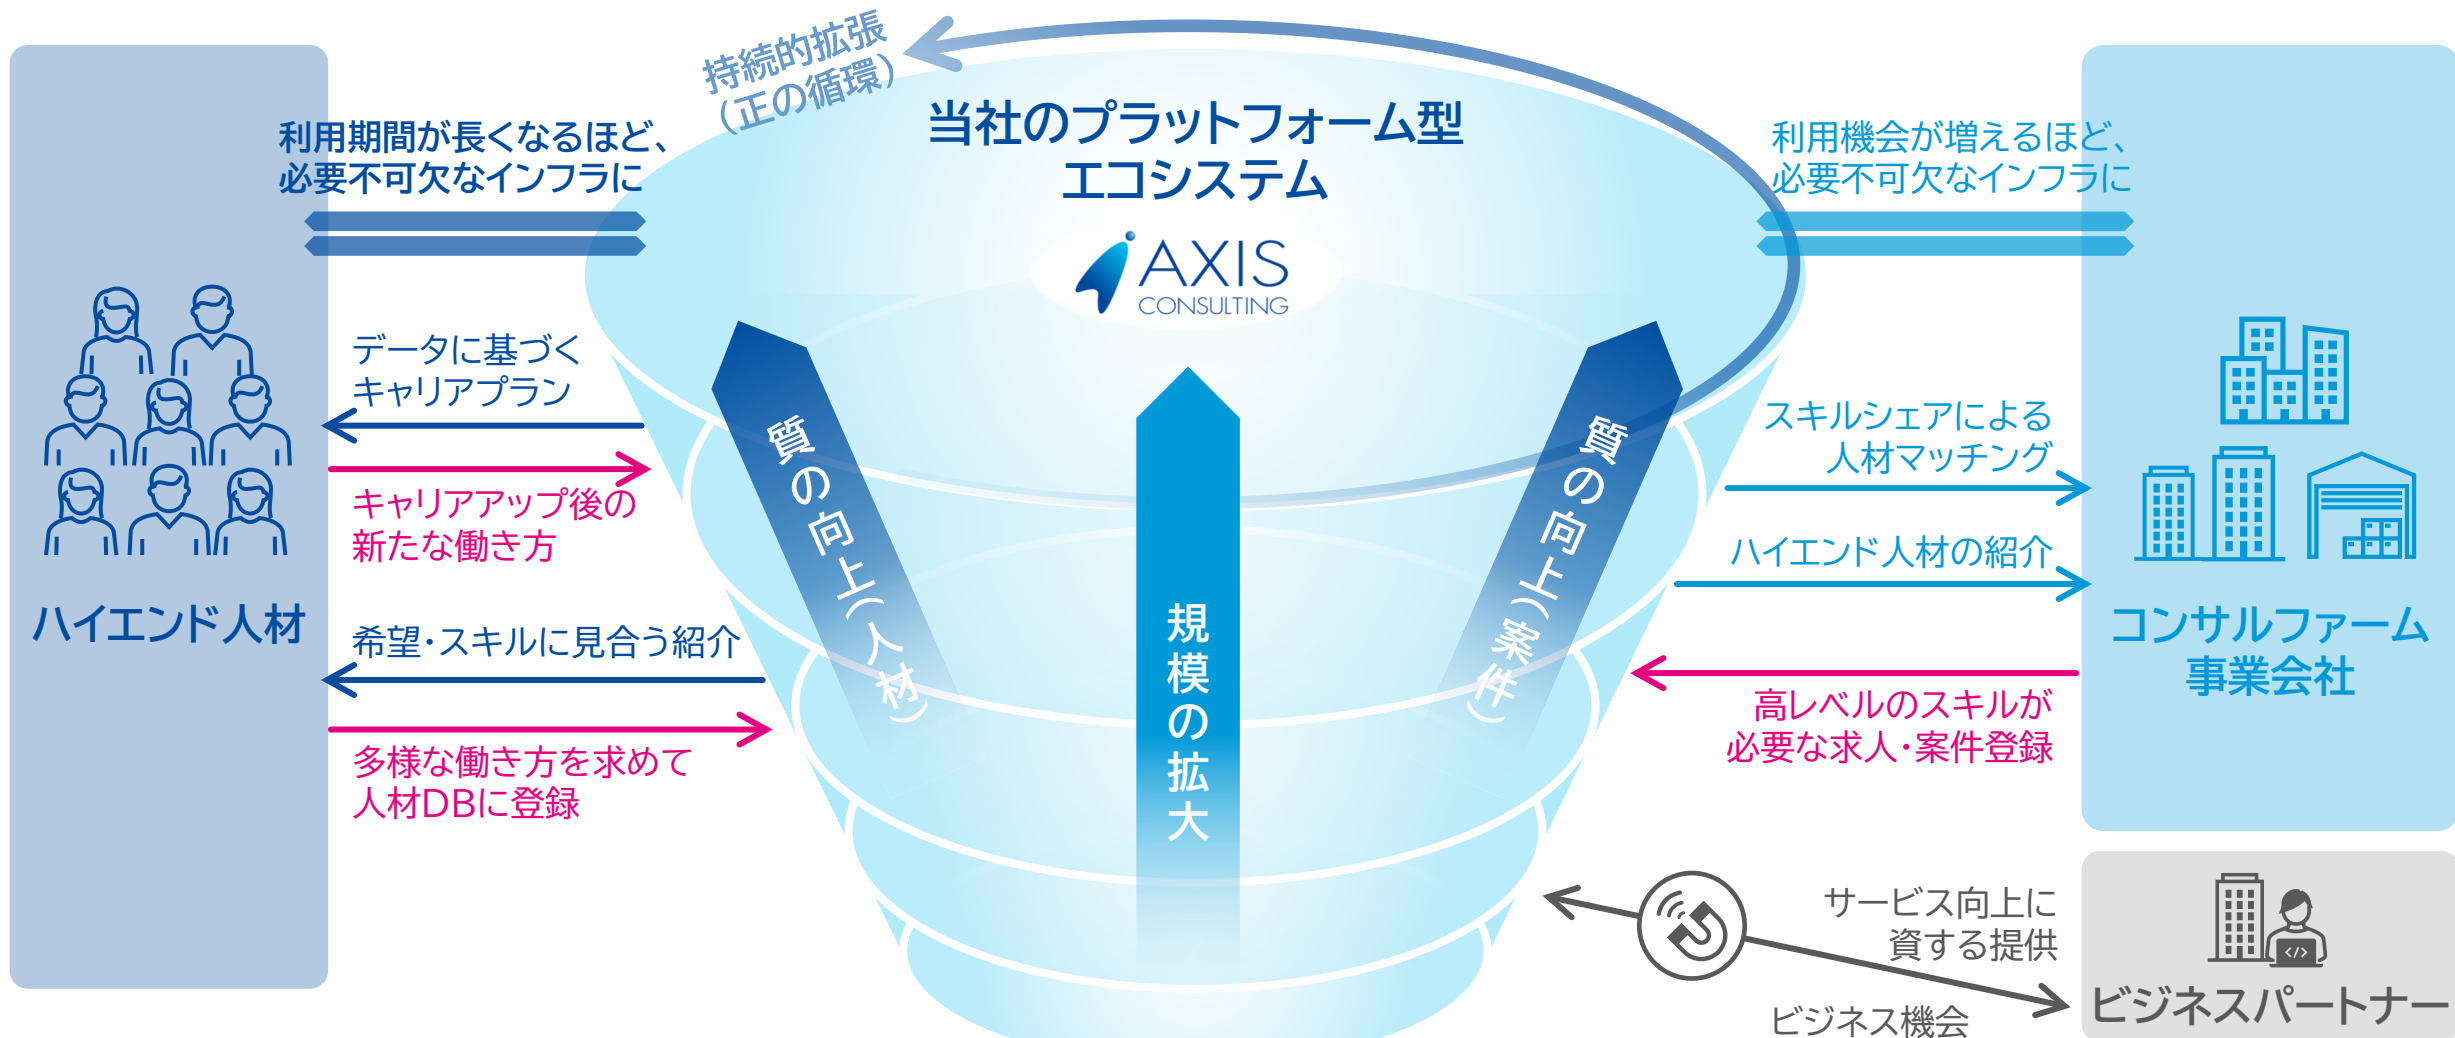 持続的拡張
（正の循環）
当社のプラットフォーム型
エコシステム
AXIS
CONSULTING
利用期間が長くなるほど、
必要不可欠なインフラに
利用機会が増えるほど、
必要不可欠なインフラに
データに基づく
キャリアプラン
キャリアアップ後の
新たな働き方
ハイエンド人材
希望・スキルに見合う紹介
多様な働き方を求めて
人材DBに登録
質の向上（人材）
規模の拡大
質の向上（案件）
スキルシェアによる
人材マッチング
ハイエンド人材の紹介
高レベルのスキルが
必要な求人・案件登録
コンサルファーム
事業会社
サービス向上に
資する提供
ビジネス機会
</>
ビジネスパートナー